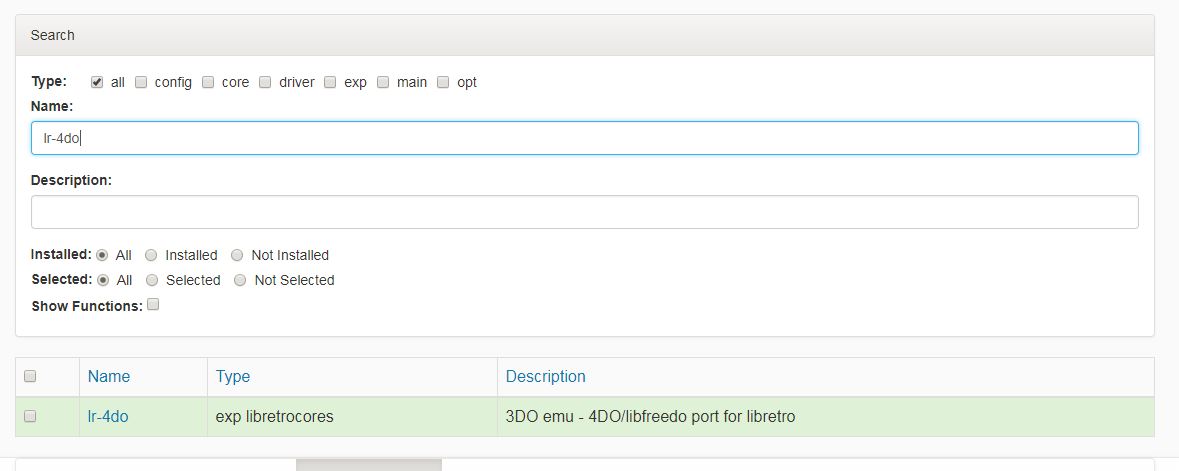 Search
Type: all config core driver exp main opt
Name:
lr-4do
Description:
Installed: All Installed Not Installed
Selected: All Selected Not Selected
Show Functions:
Name Type Description
lr-4do exp libretrocores 3DO emu - 4DO/libfreedo port for libretro